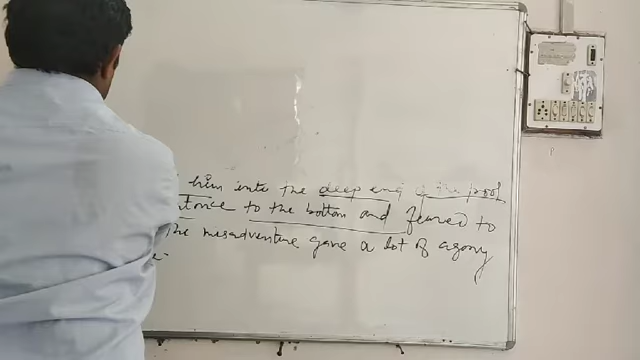 him into the deep end of the pool
to the bottom and feared to
The misadventure gave a lot of agony